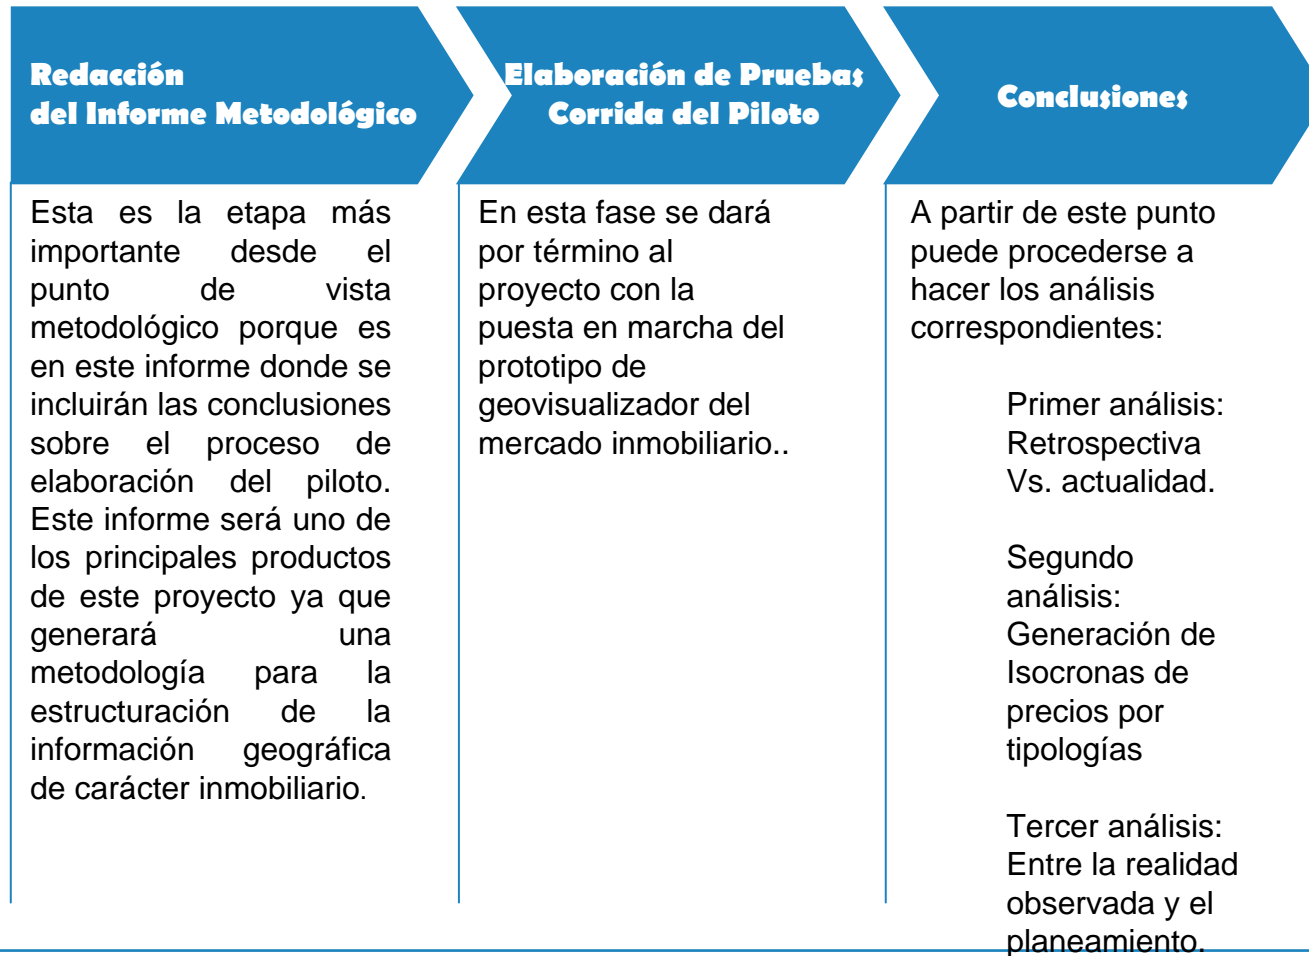 Redacción
del Informe Metodológico
Esta es la etapa más
importante desde el
punto de vista
metodológico porque es
en este informe donde se
incluirán las conclusiones
sobre el proceso de
elaboración del piloto.
Este informe será uno de
los principales productos
de este proyecto ya que
generará una
metodología para la
estructuración de la
información geográfica
de carácter inmobiliario.
Elaboración de Pruebas
Corrida del Piloto
En esta fase se dará
por término al
proyecto con la
puesta en marcha del
prototipo de
geovisualizador del
mercado inmobiliario..
Conclusiones
A partir de este punto
puede procederse a
hacer los análisis
correspondientes:
Primer análisis:
Retrospectiva
Vs. actualidad.
Segundo
análisis:
Generación de
Isocronas de
precios por
tipologías
Tercer análisis:
Entre la realidad
observada y el
planeamiento.